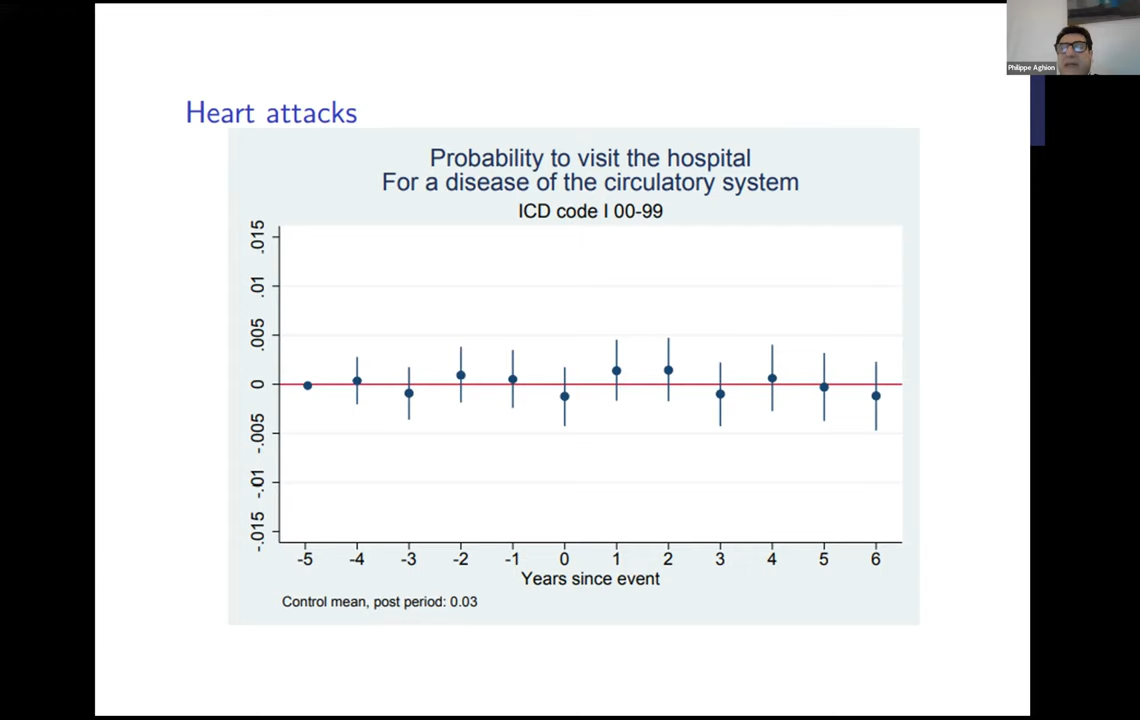 Philippe Aghion
Heart attacks
Probability to visit the hospital
For a disease of the circulatory system
ICD code I 00-99
.015
.01
.005
0
-.005
-.01
-.015
-5 -4 -3 -2 -1 0 1 2 3 4 5 6
Years since event
Control mean, post period: 0.03